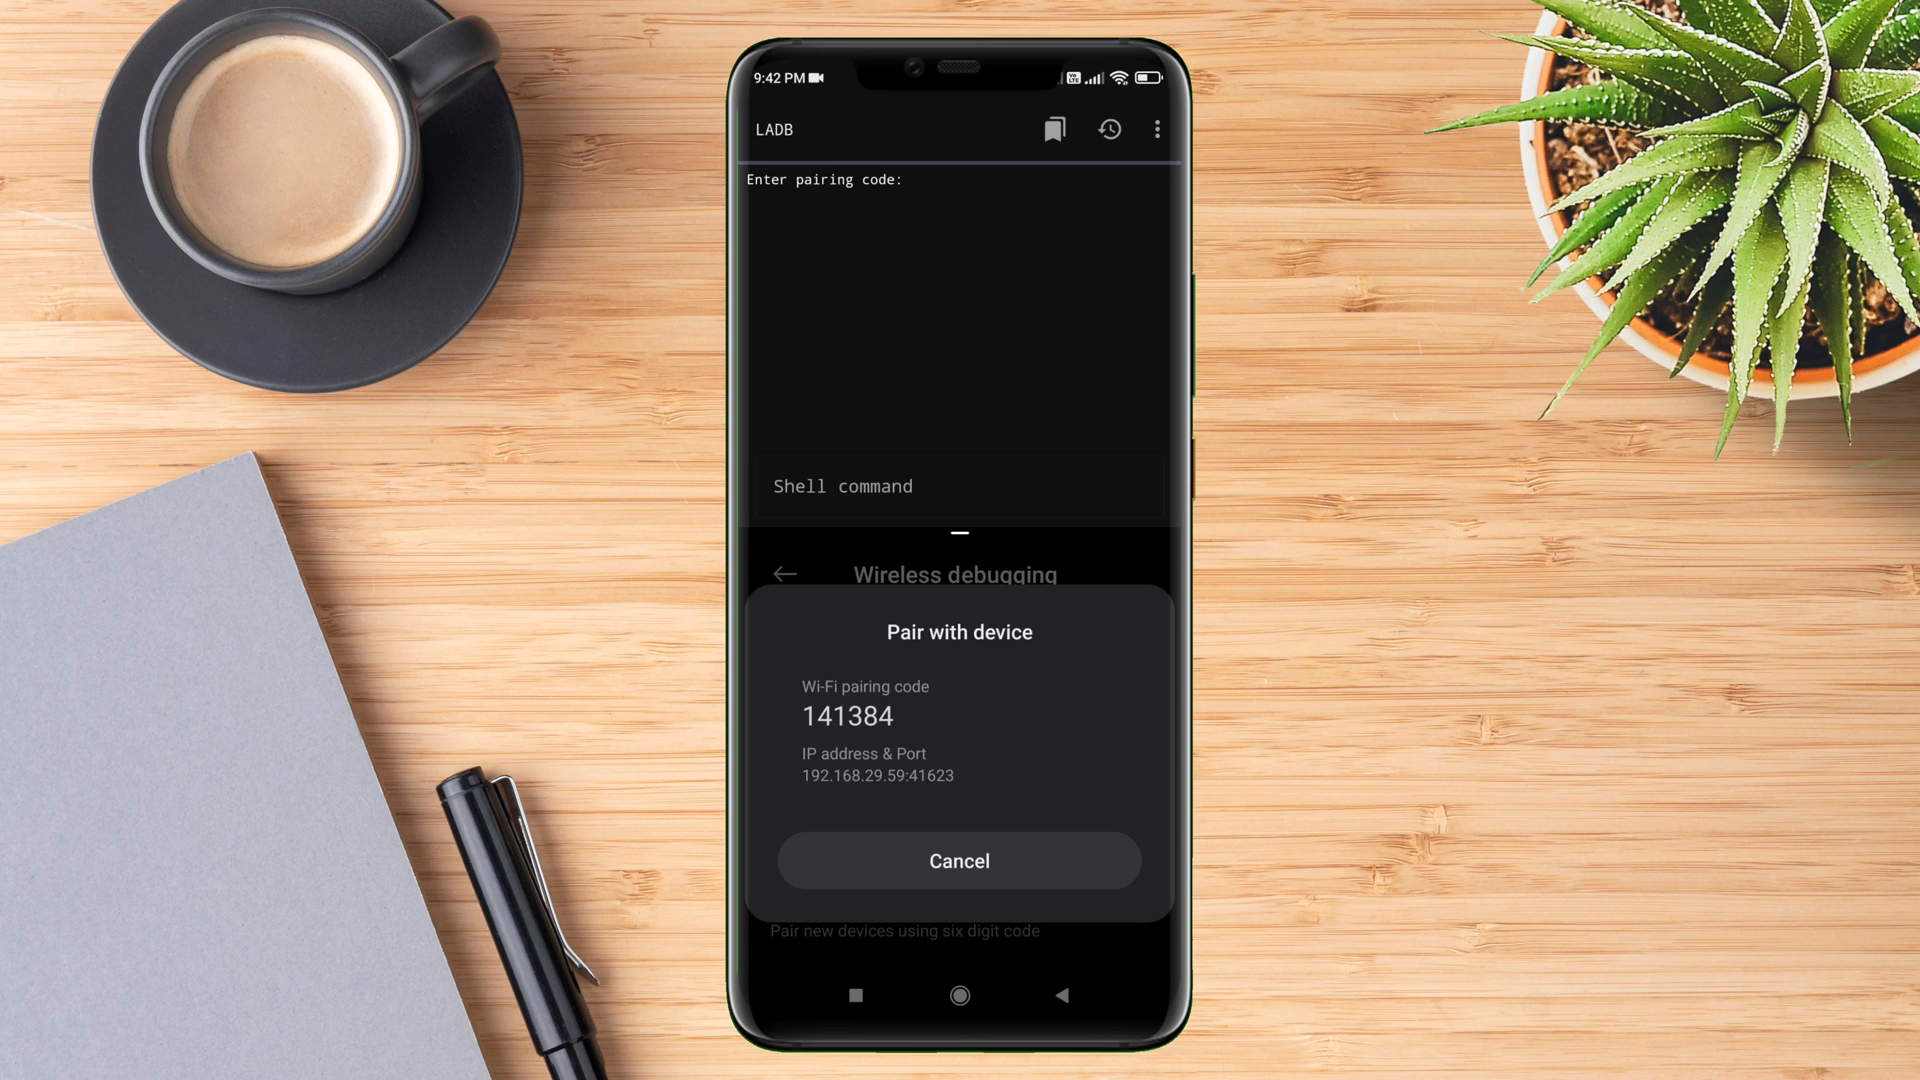 9:42 PM
LADB
Enter pairing code:
Shell command
Wireless debugging
Pair with device
Wi-Fi pairing code
141384
IP address & Port
192.168.29.59:41623
Cancel
Pair new devices using six digit code